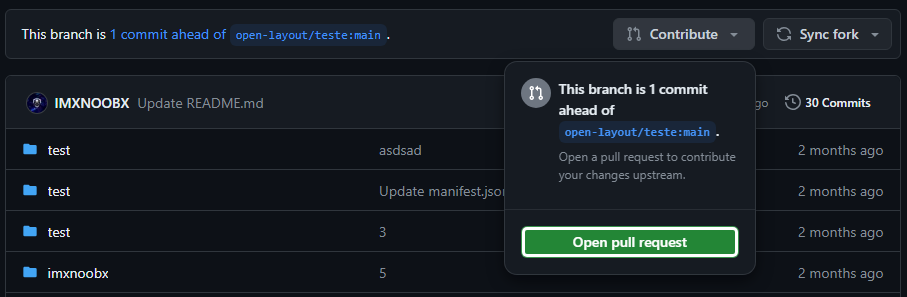 This branch is 1 commit ahead of open-layout/teste:main.
Contribute
Sync fork
This branch is 1 commit
ahead of
open-layout/teste:main.
Open a pull request to contribute
your changes upstream.
Open pull request
IMXNOOBX Update README.md
go
30 Commits
test asdsad 2 months ago
test Update manifest.json 2 months ago
test 3 2 months ago
imxnoobx 5 2 months ago